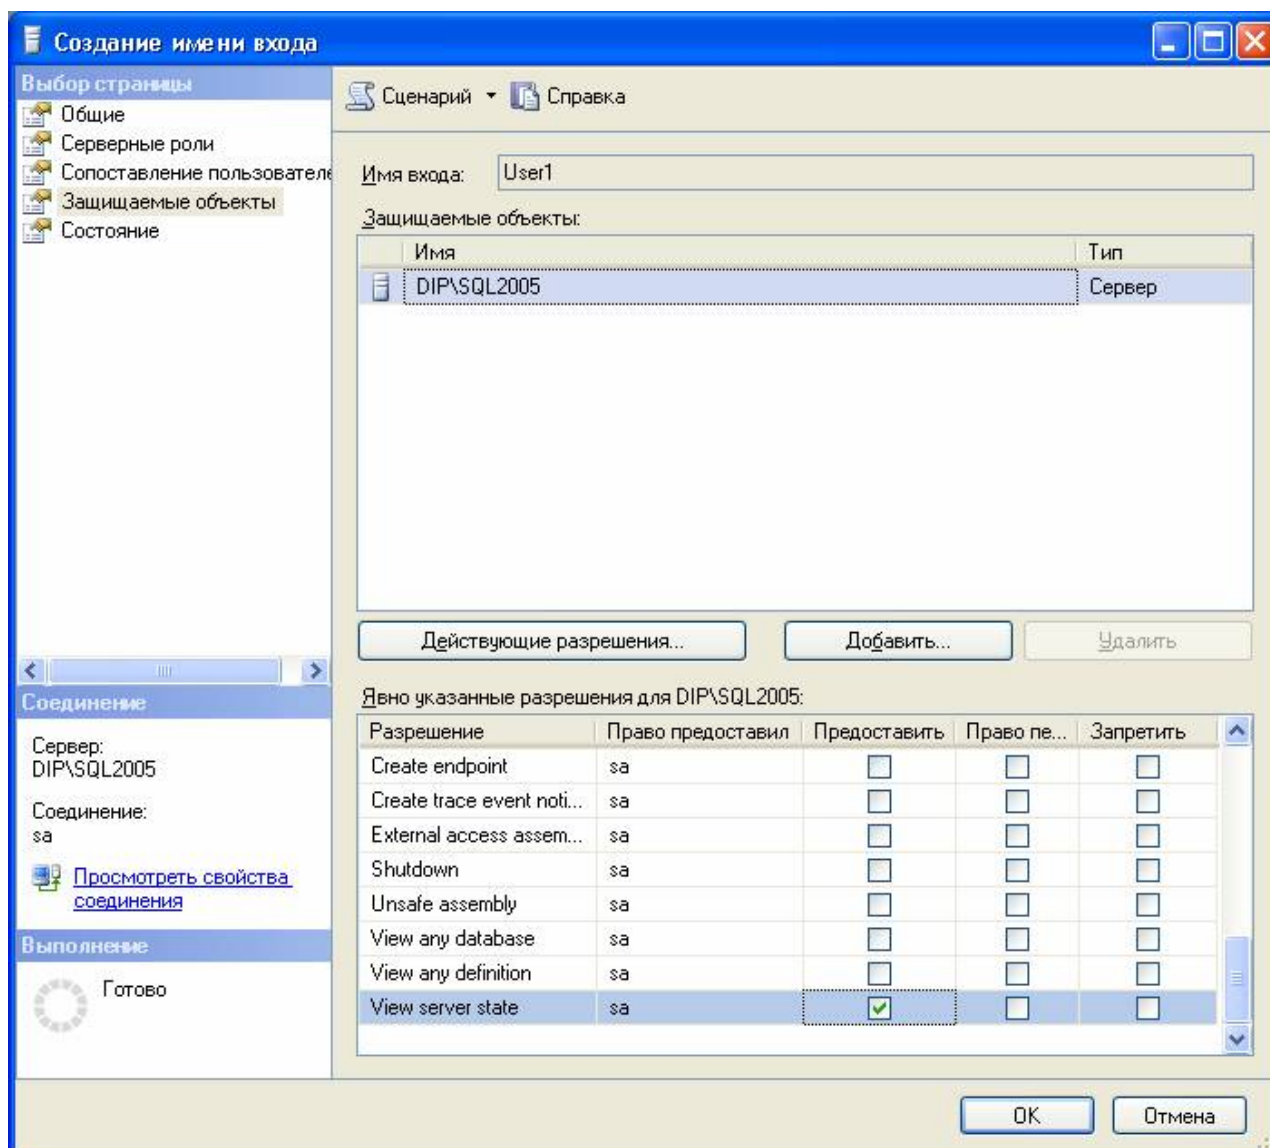 Создание имени входа
Выбор страницы
Общие
Серверные роли
Сопоставление пользователе
Защищаемые объекты
Состояние
Сценарий
Справка
Имя входа: User1
Защищаемые объекты:
Имя Тип
DIP\SQL2005 Сервер
Действующие разрешения... Добавить... Удалить
Соединение
Сервер:
DIP\SQL2005
Соединение:
sa
Просмотреть свойства
соединения
Выполнение
Готово
Явно указанные разрешения для DIP\SQL2005:
Разрешение Право предоставил Предоставить Право пе... Запретить
Create endpoint sa
Create trace event noti... sa
External access assem... sa
Shutdown sa
Unsafe assembly sa
View any database sa
View any definition sa
View server state sa
OK Отмена